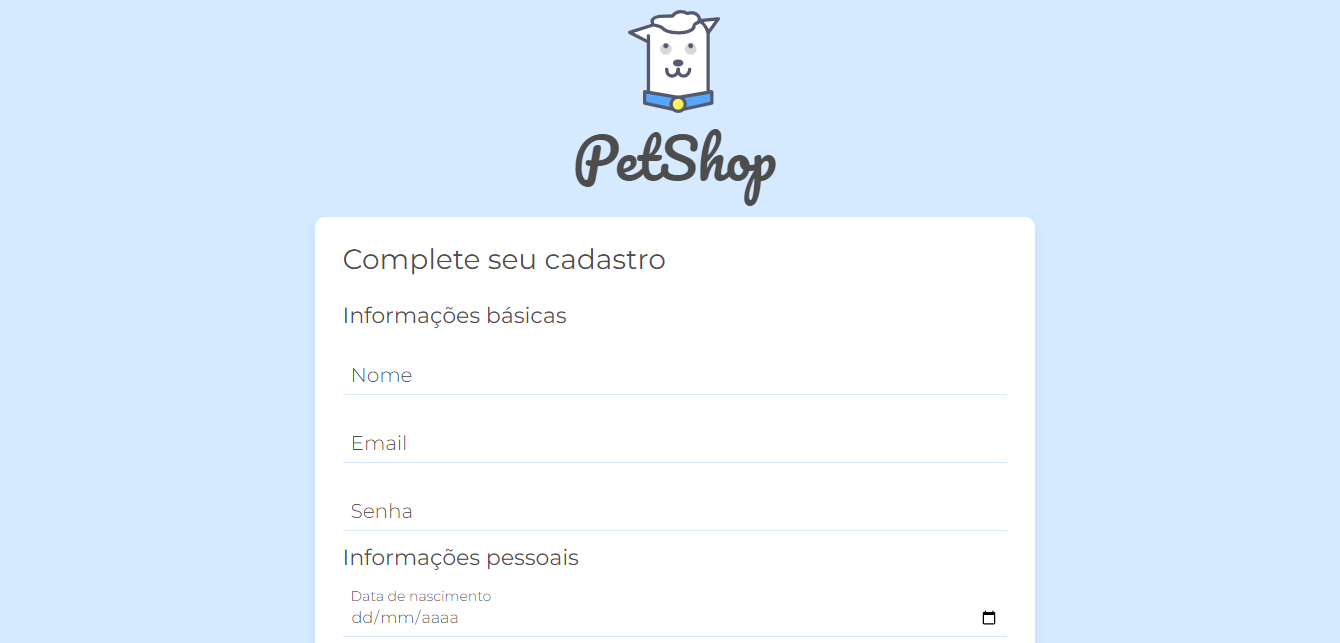 PetShop
Complete seu cadastro
Informações básicas
Nome
Email
Senha
Informações pessoais
Data de nascimento
dd/mm/aaaa